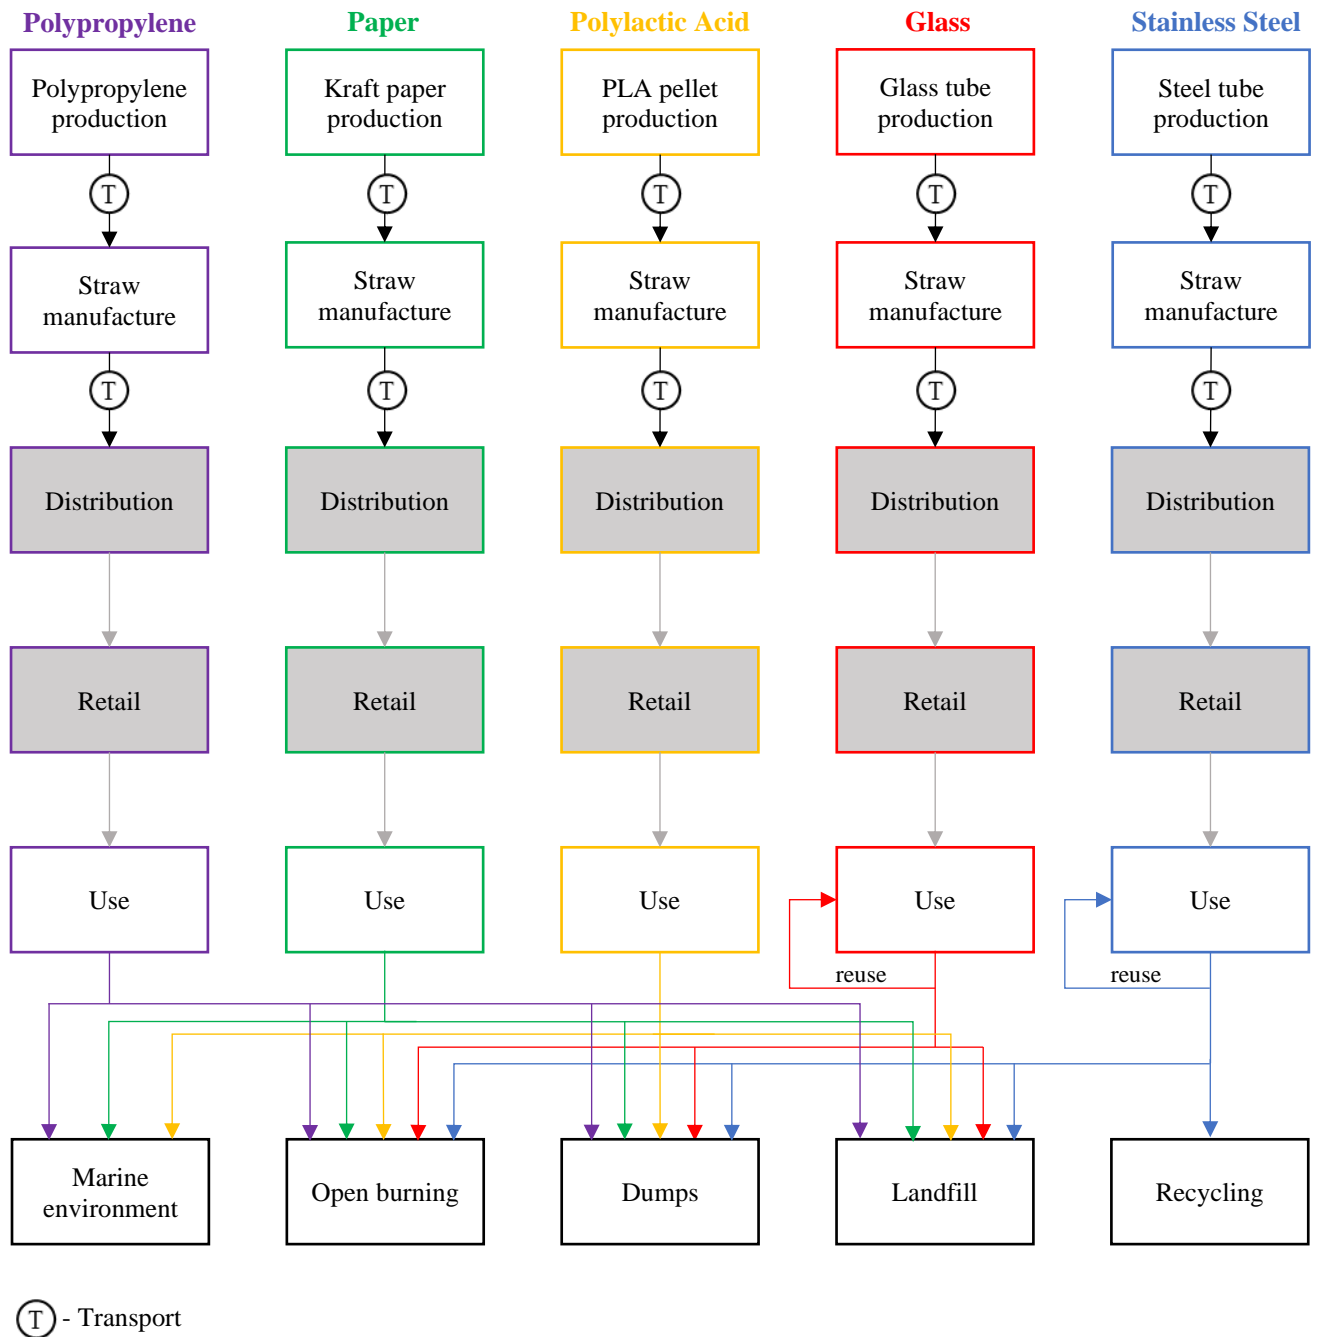 Polypropylene Paper Polylactic Acid Glass Stainless Steel
Polypropylene
production
Kraft paper
production
PLA pellet
production
Glass tube
production
Steel tube
production
T T T T T
Straw
manufacture
Straw
manufacture
Straw
manufacture
Straw
manufacture
Straw
manufacture
T T T T T
Distribution Distribution Distribution Distribution Distribution
Retail Retail Retail Retail Retail
Use Use Use Use Use
reuse reuse
Marine
environment
Open burning
Dumps
Landfill
Recycling
T - Transport